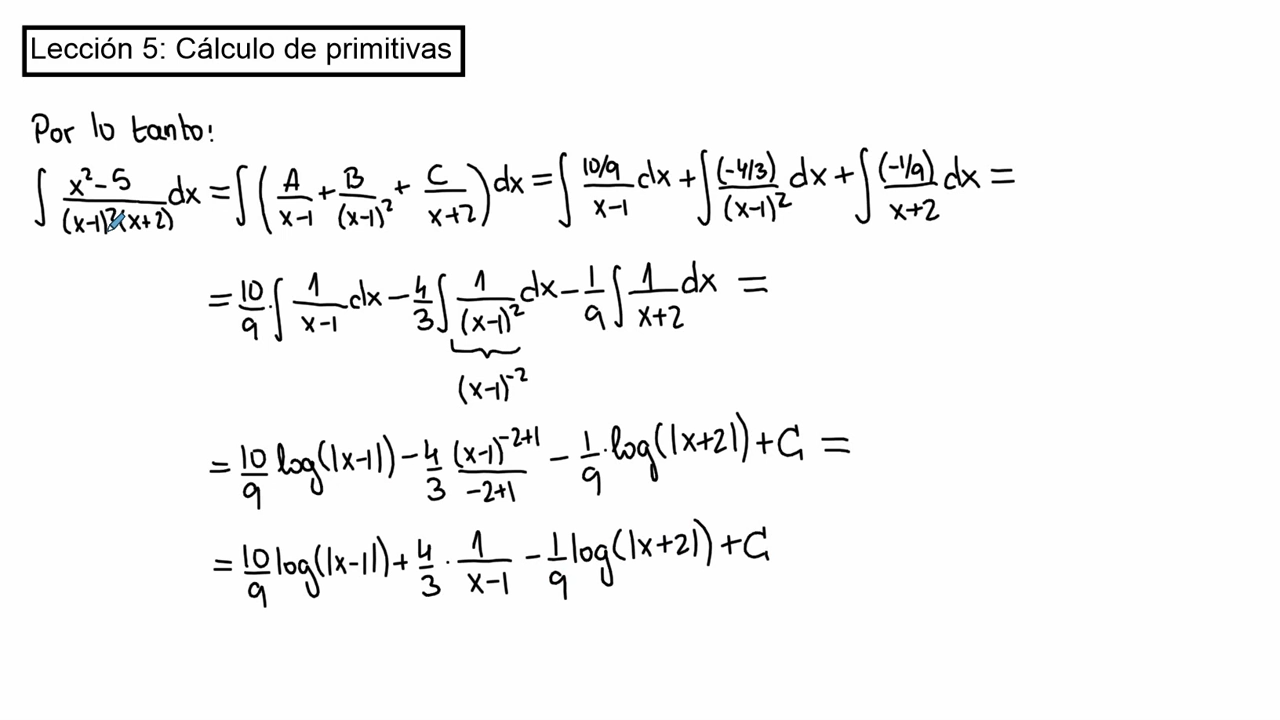 Lección 5: Cálculo de primitivas
Por lo tanto:
∫ (x²-5)/((x-1)²(x+2)) dx = ∫ (A/(x-1) + B/(x-1)² + C/(x+2)) dx = ∫ (10/9)/(x-1) dx + ∫ (-4/3)/(x-1)² dx + ∫ (-1/9)/(x+2) dx =
= 10/9 · ∫ 1/(x-1) dx - 4/3 ∫ 1/(x-1)² dx - 1/9 ∫ 1/(x+2) dx =
(x-1)⁻²
= 10/9 log(|x-1|) - 4/3 (x-1)⁻²⁺¹/(-2+1) - 1/9 · log(|x+2|) + C =
= 10/9 log(|x-1|) + 4/3 · 1/(x-1) - 1/9 log(|x+2|) + C